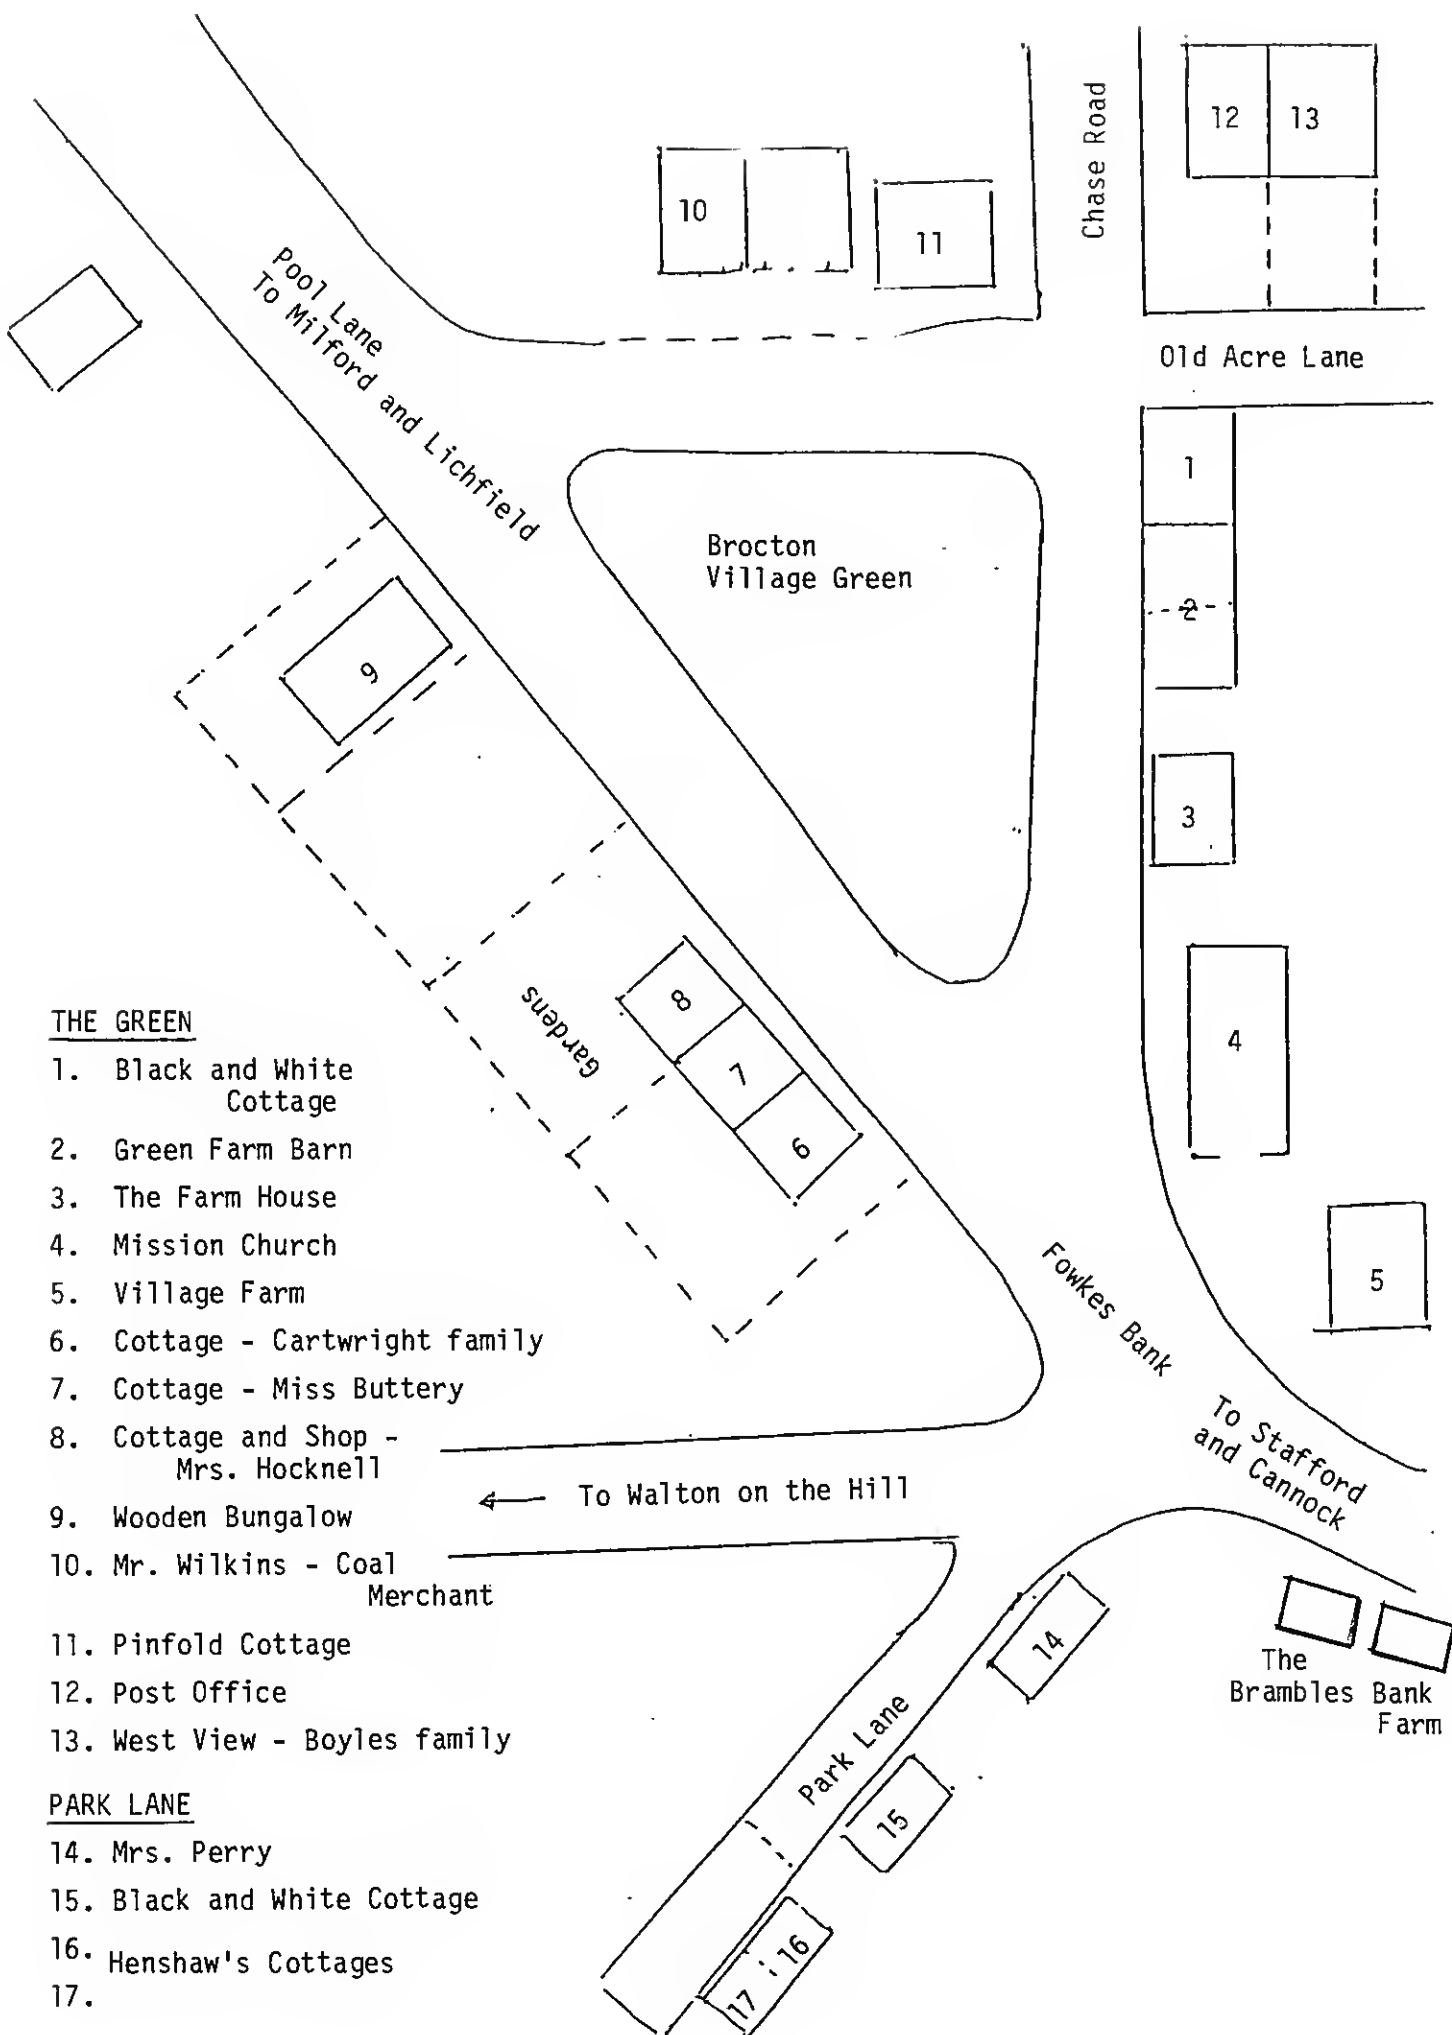 Chase Road
12
13
10
11
Pool Lane
To Milford and Lichfield
Old Acre Lane
1
Brocton
Village Green
2
9
3
8
Gardens
7
4
6
THE GREEN
1. Black and White
Cottage
2. Green Farm Barn
3. The Farm House
4. Mission Church
5. Village Farm
6. Cottage - Cartwright family
7. Cottage - Miss Buttery
8. Cottage and Shop -
Mrs. Hocknell
9. Wooden Bungalow
10. Mr. Wilkins - Coal
Merchant
11. Pinfold Cottage
12. Post Office
13. West View - Boyles family
PARK LANE
14. Mrs. Perry
15. Black and White Cottage
16.
Henshaw's Cottages
17.
5
Fowkes Bank
To Stafford
and Cannock
← To Walton on the Hill
14
The
Brambles
Bank
Farm
Park Lane
15
16
17